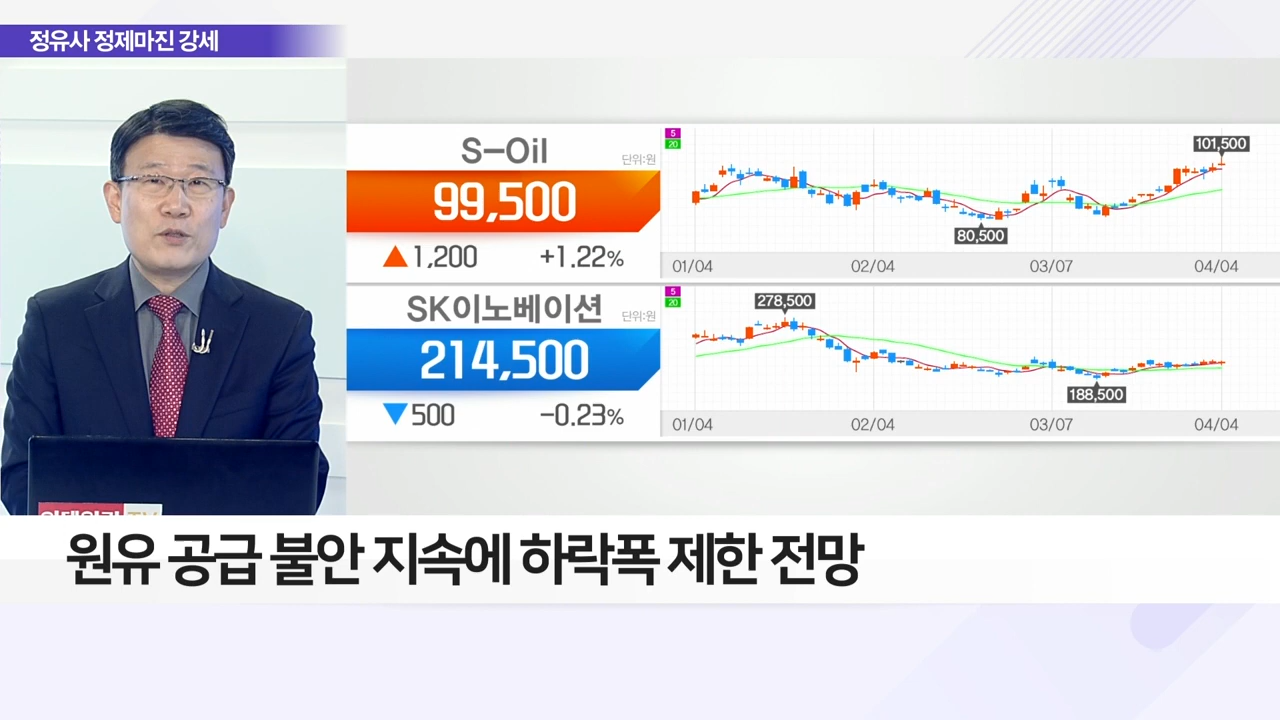 정유사 정제마진 강세
S-Oil
단위:원
99,500
▲1,200 +1.22%
5
20
101,500
80,500
01/04 02/04 03/07 04/04
SK이노베이션
단위:원
214,500
▼500 -0.23%
5
20
278,500
188,500
01/04 02/04 03/07 04/04
원유 공급 불안 지속에 하락폭 제한 전망